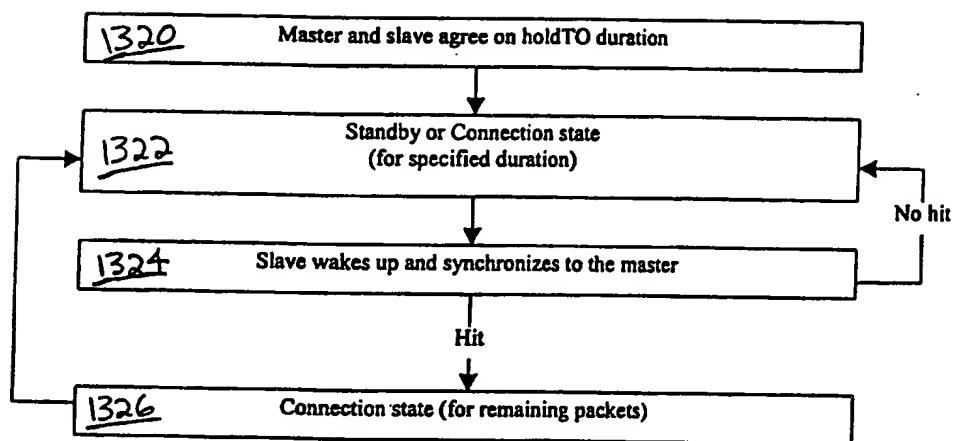 1320 Master and slave agree on holdTO duration
1322 Standby or Connection state
(for specified duration)
No hit
1324 Slave wakes up and synchronizes to the master
Hit
1326 Connection state (for remaining packets)